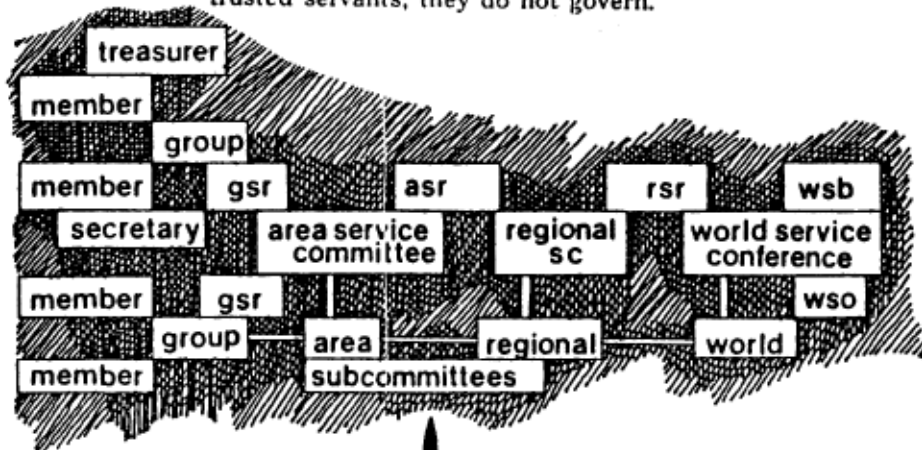 trusted servants, they do not govern.
treasurer
member
group
member
gsr
asr
rsr
wsb
secretary
area service
committee
regional
sc
world service
conference
member
gsr
wso
group
area
regional
world
member
subcommittees